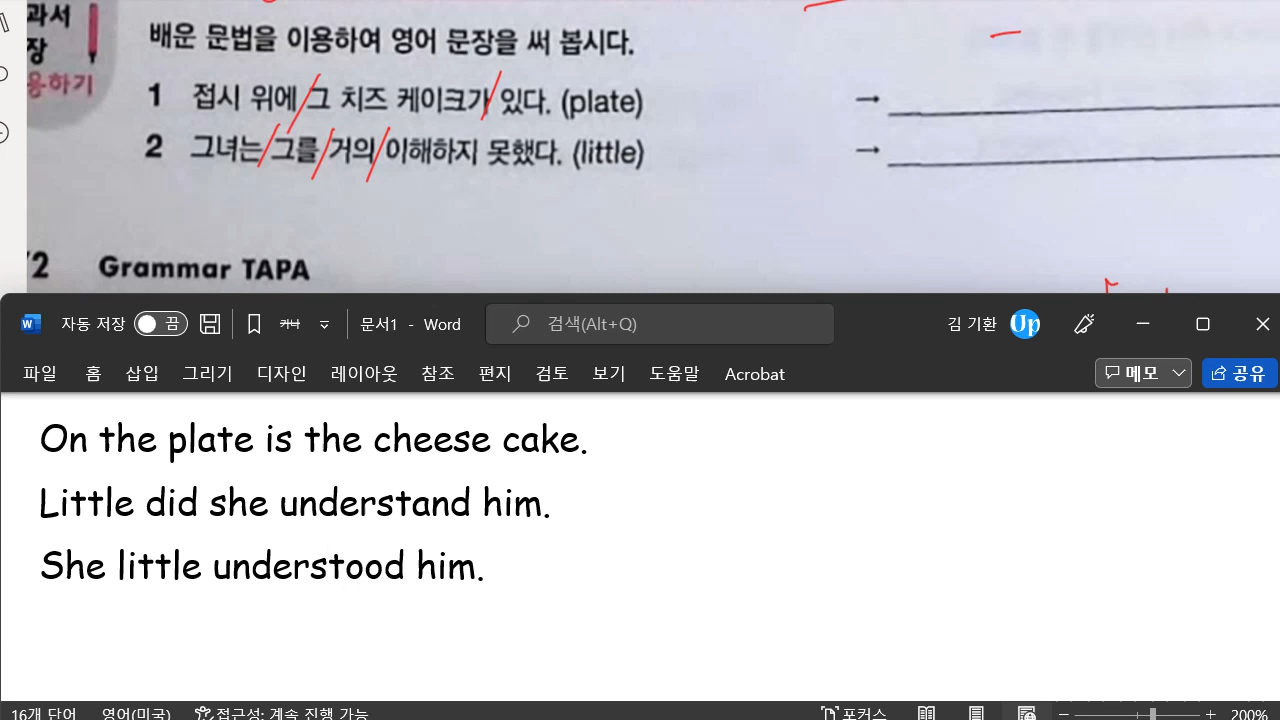 과서
장
용하기
배운 문법을 이용하여 영어 문장을 써 봅시다.
1 접시 위에 그 치즈 케이크가 있다. (plate) →
2 그녀는 그를 거의 이해하지 못했다. (little) →
72 Grammar TAPA
자동 저장 끔 가나 문서1 - Word 검색(Alt+Q) 김 기환 Up
파일 홈 삽입 그리기 디자인 레이아웃 참조 편지 검토 보기 도움말 Acrobat 메모 공유
On the plate is the cheese cake.
Little did she understand him.
She little understood him.
16개 단어 영어(미국) 접근성: 계속 진행 가능 포커스 200%